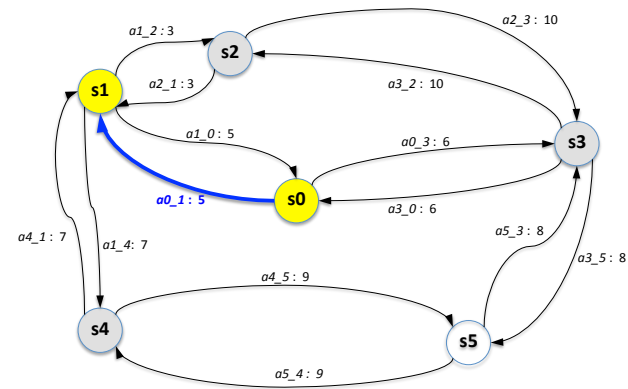 a2_3 : 10
a1_2 : 3
s2
a2_1 : 3
a3_2 : 10
s1
a1_0 : 5
a0_3 : 6
s3
s0
a0_1 : 5
a3_0 : 6
a4_1 : 7
a1_4: 7
a5_3 : 8
a3_5 : 8
a4_5 : 9
s4
s5
a5_4 : 9